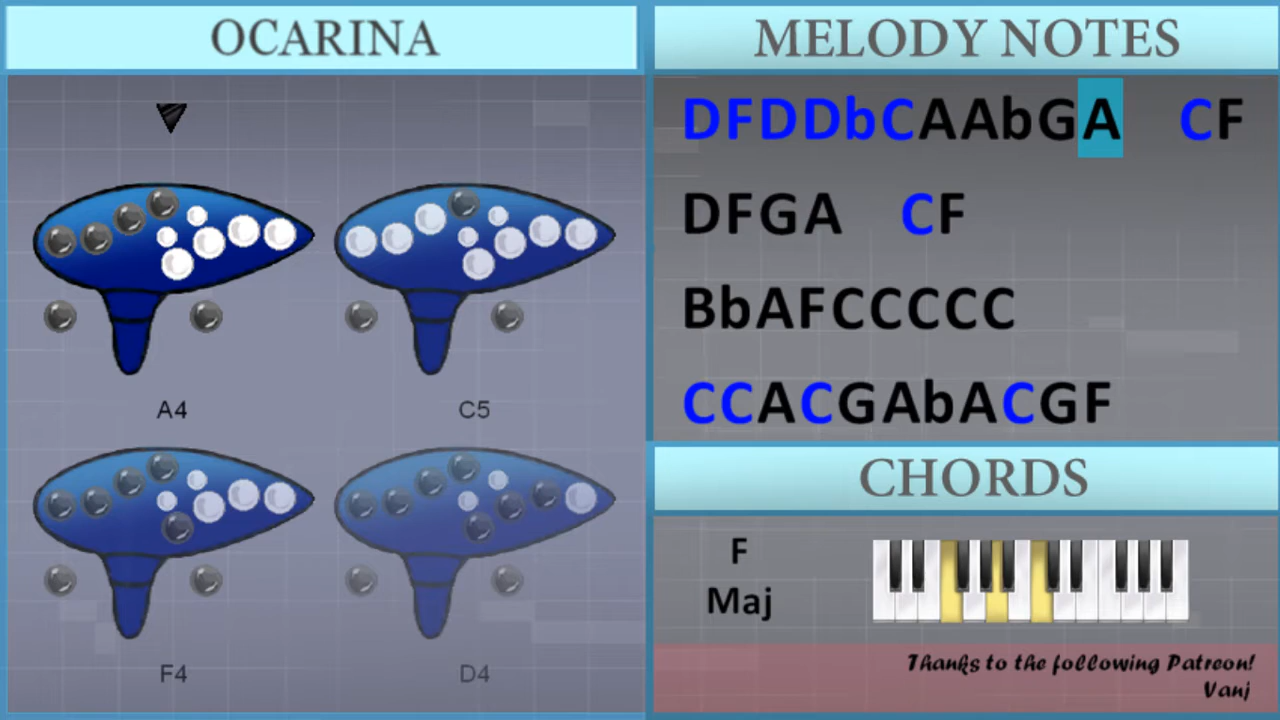 OCARINA
A4
C5
F4
D4
MELODY NOTES
DFDDbCAAbGA CF
DFGA CF
BbAFCCCCC
CCACGAbACGF
CHORDS
F
Maj
Thanks to the following Patreon!
Vanj